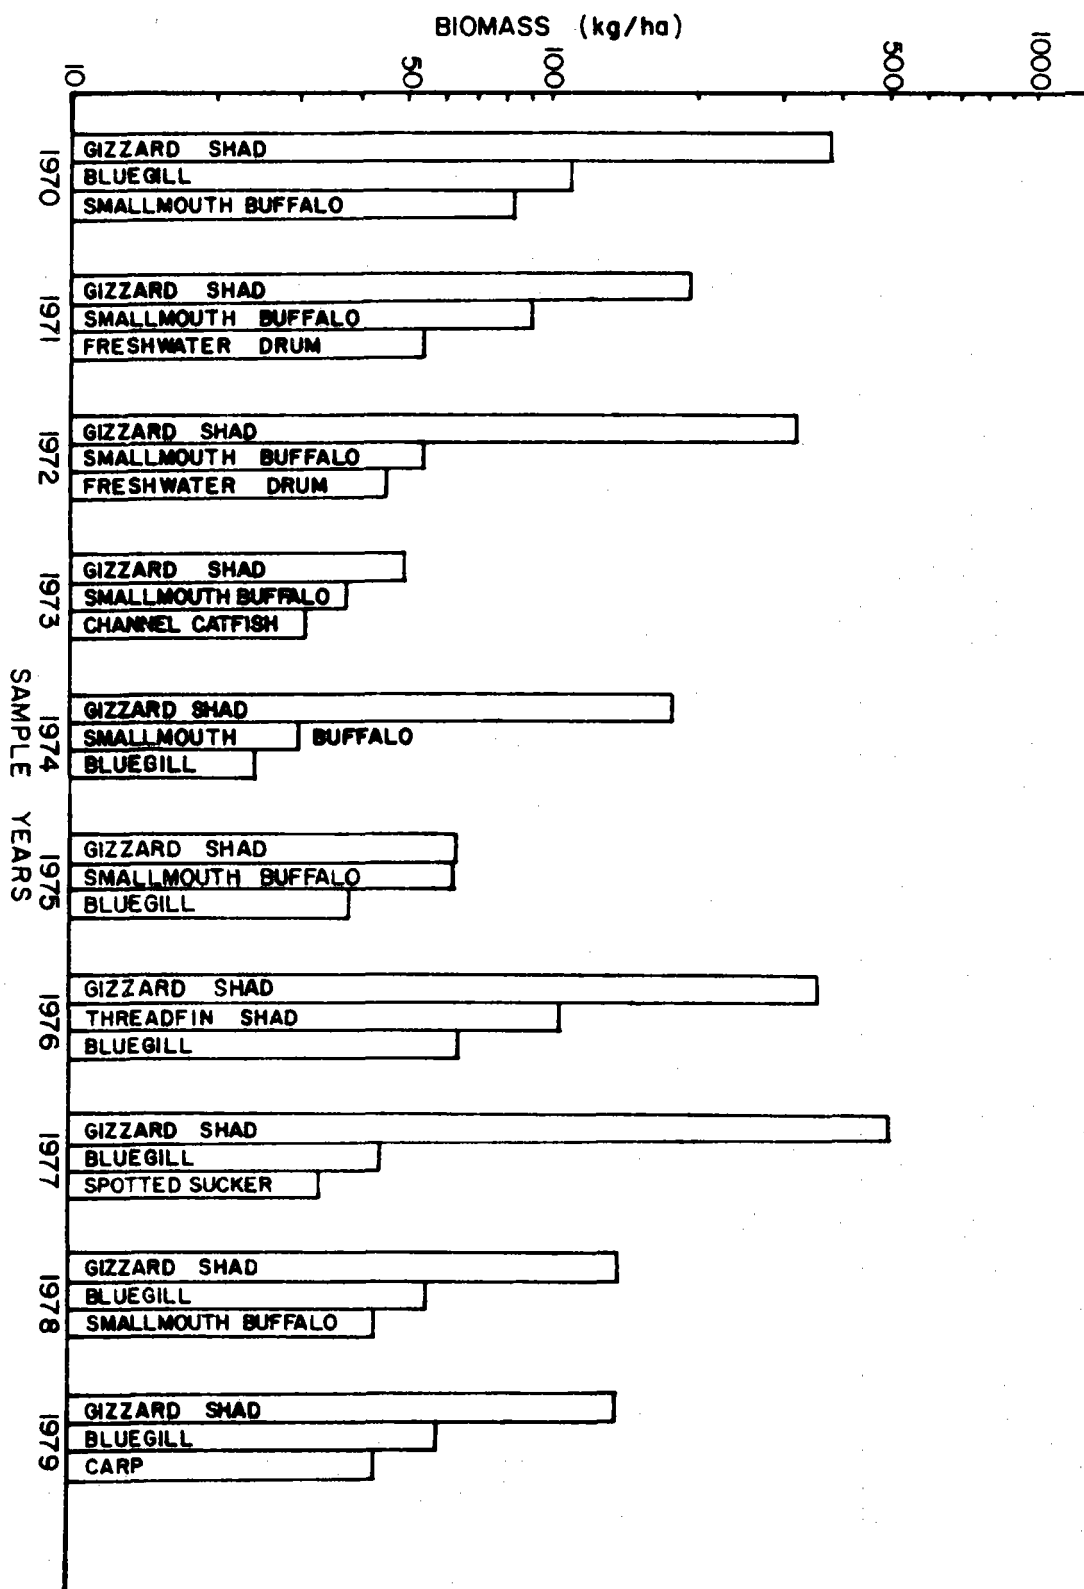 BIOMASS (kg/ha)
10 50 100 500 1000
1970
GIZZARD SHAD
BLUEGILL
SMALLMOUTH BUFFALO
1971
GIZZARD SHAD
SMALLMOUTH BUFFALO
FRESHWATER DRUM
1972
GIZZARD SHAD
SMALLMOUTH BUFFALO
FRESHWATER DRUM
1973
GIZZARD SHAD
SMALLMOUTH BUFFALO
CHANNEL CATFISH
1974
GIZZARD SHAD
SMALLMOUTH BUFFALO
BLUEGILL
1975
GIZZARD SHAD
SMALLMOUTH BUFFALO
BLUEGILL
1976
GIZZARD SHAD
THREADFIN SHAD
BLUEGILL
1977
GIZZARD SHAD
BLUEGILL
SPOTTED SUCKER
1978
GIZZARD SHAD
BLUEGILL
SMALLMOUTH BUFFALO
1979
GIZZARD SHAD
BLUEGILL
CARP
SAMPLE YEARS